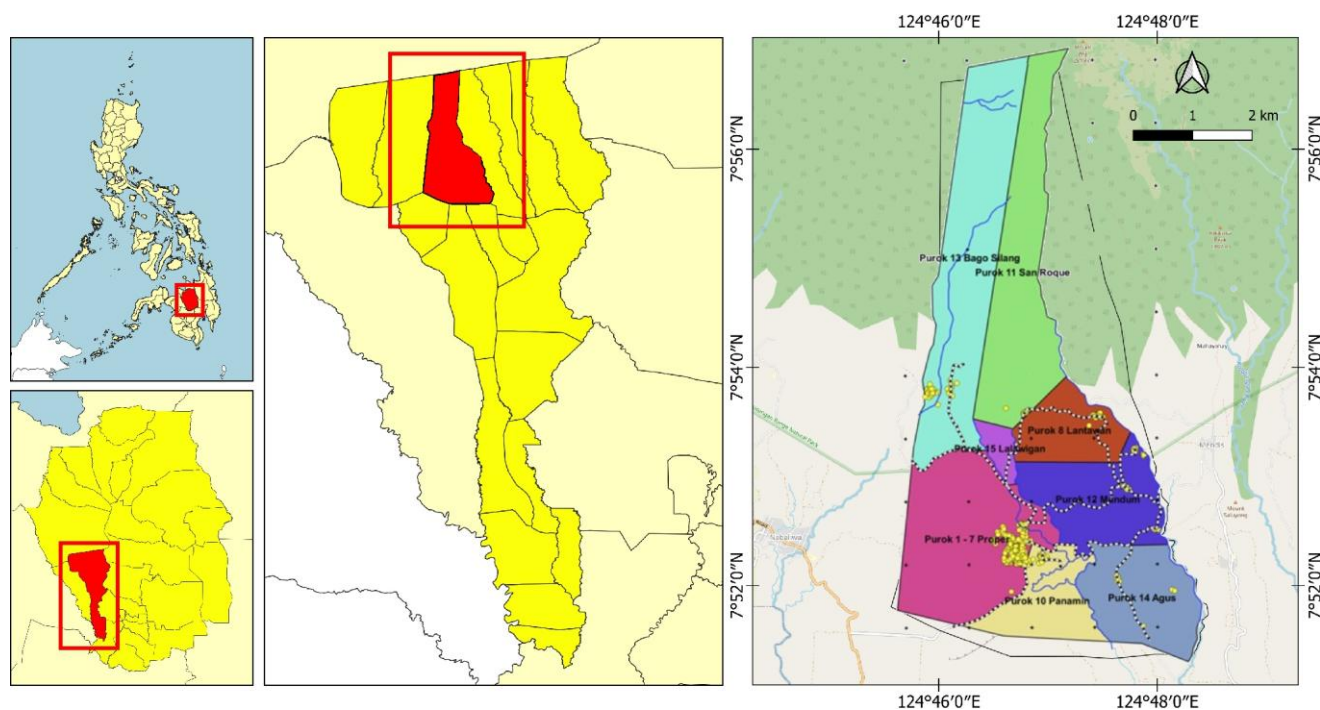 124°46′0″E 124°48′0″E
0 1 2 km
7°56′0″N 7°56′0″N
Purok 13 Bago Silang
Purok 11 San Roque
7°54′0″N 7°54′0″N
Purok 8 Lantawan
Purok 15 Lalawigan
Purok 12 Mandum
Purok 1 - 7 Proper
7°52′0″N 7°52′0″N
Purok 14 Agus
Purok 10 Panamin
124°46′0″E 124°48′0″E